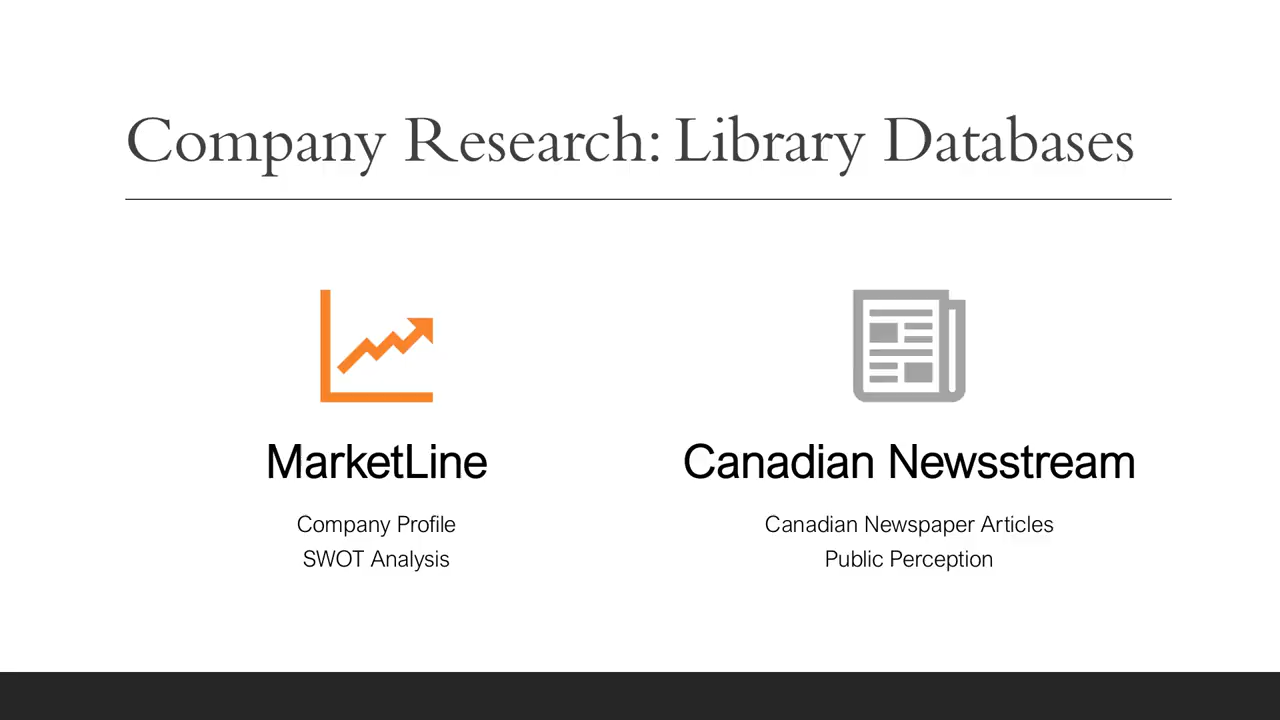 Company Research: Library Databases
MarketLine
Company Profile
SWOT Analysis
Canadian Newsstream
Canadian Newspaper Articles
Public Perception